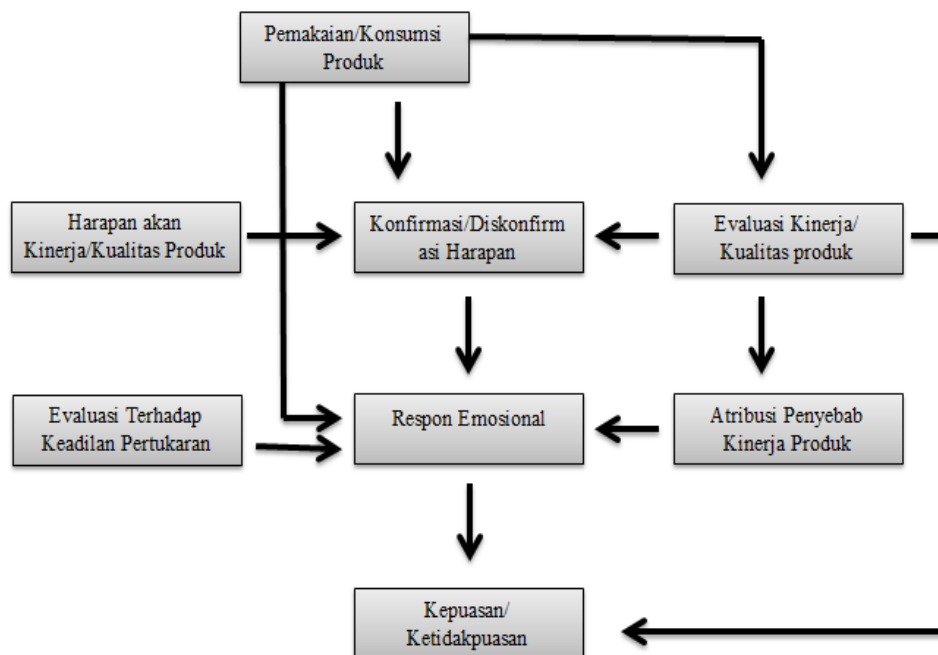 Pemakaian/Konsumsi
Produk
Harapan akan
Kinerja/Kualitas Produk
Konfirmasi/Diskonfirm
asi Harapan
Evaluasi Kinerja/
Kualitas produk
Evaluasi Terhadap
Keadilan Pertukaran
Respon Emosional
Atribusi Penyebab
Kinerja Produk
Kepuasan/
Ketidakpuasan